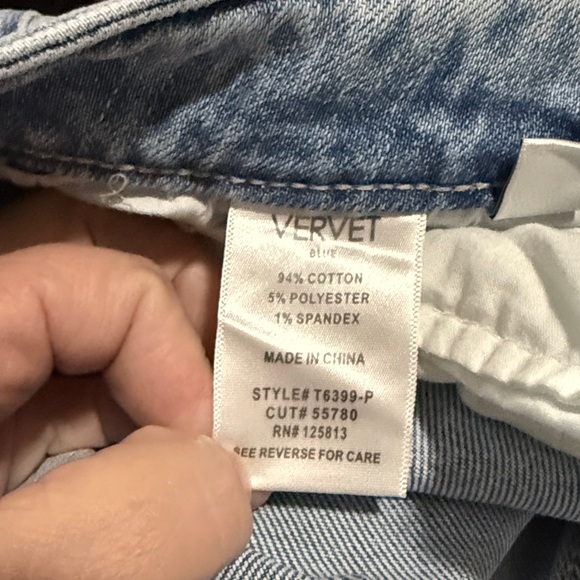 VERVET
BLUE
94% COTTON
5% POLYESTER
1% SPANDEX
MADE IN CHINA
STYLE# T6399-P
CUT# 55780
RN# 125813
SEE REVERSE FOR CARE